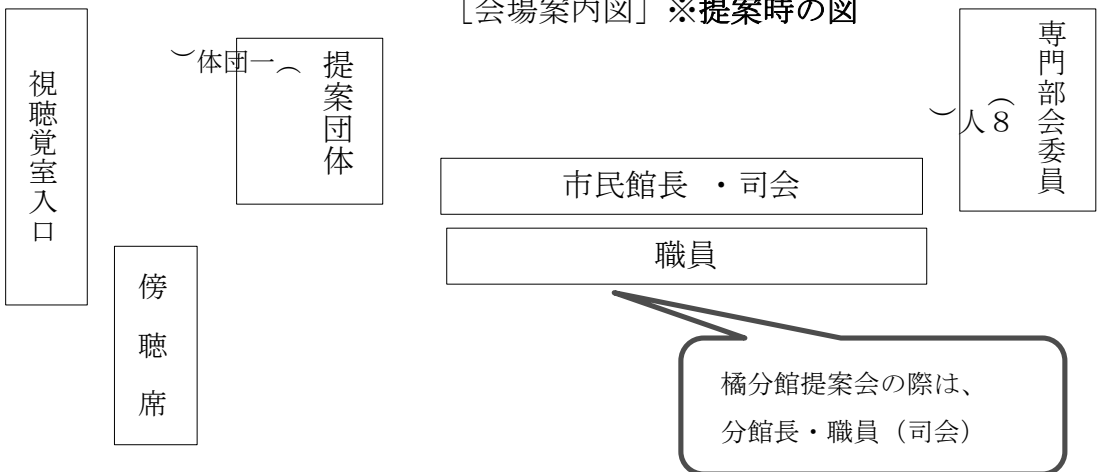 ［会場案内図］※提案時の図
視聴覚室入口
提案団体
（一団体）
専門部会委員
（８人）
市民館長　・司会
職員
傍聴席
橘分館提案会の際は、
分館長・職員（司会）